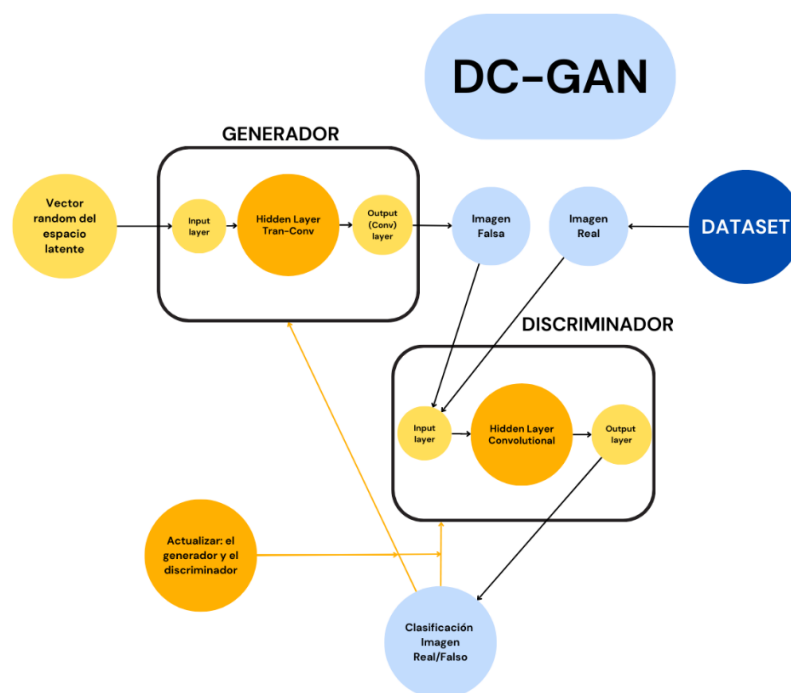 DC-GAN
GENERADOR
Vector
random del
espacio
latente
Input
layer
Hidden Layer
Tran-Conv
Output
(Conv)
layer
Imagen
Falsa
Imagen
Real
DATASET
DISCRIMINADOR
Input
layer
Hidden Layer
Convolutional
Output
layer
Actualizar: el
generador y el
discriminador
Clasificación
Imagen
Real/Falso